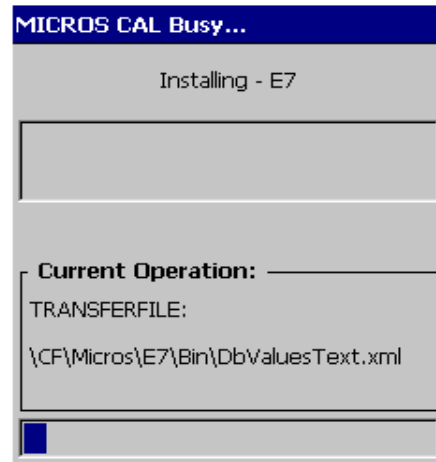 MICROS CAL Busy...
Installing - E7
Current Operation:
TRANSFERFILE:
\CF\Micros\E7\Bin\DbValuesText.xml